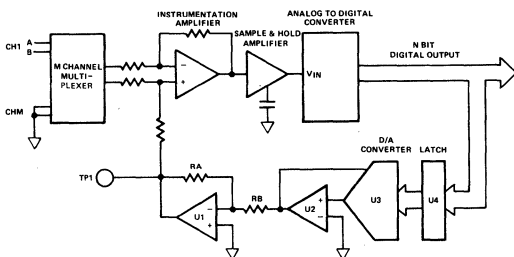 INSTRUMENTATION
AMPLIFIER
ANALOG TO DIGITAL
CONVERTER
SAMPLE & HOLD
AMPLIFIER
N BIT
DIGITAL OUTPUT
CH1
A
B
M CHANNEL
MULTI-
PLEXER
CHM
−
+
VIN
D/A
CONVERTER
LATCH
TP1
RA
RB
U1
−
+
U2
+
−
U3
U4